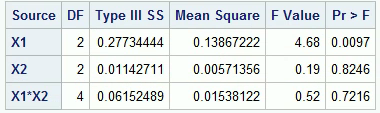 Source DF Type III SS Mean Square F Value Pr > F
X1 2 0.27734444 0.13867222 4.68 0.0097
X2 2 0.01142711 0.00571356 0.19 0.8246
X1*X2 4 0.06152489 0.01538122 0.52 0.7216